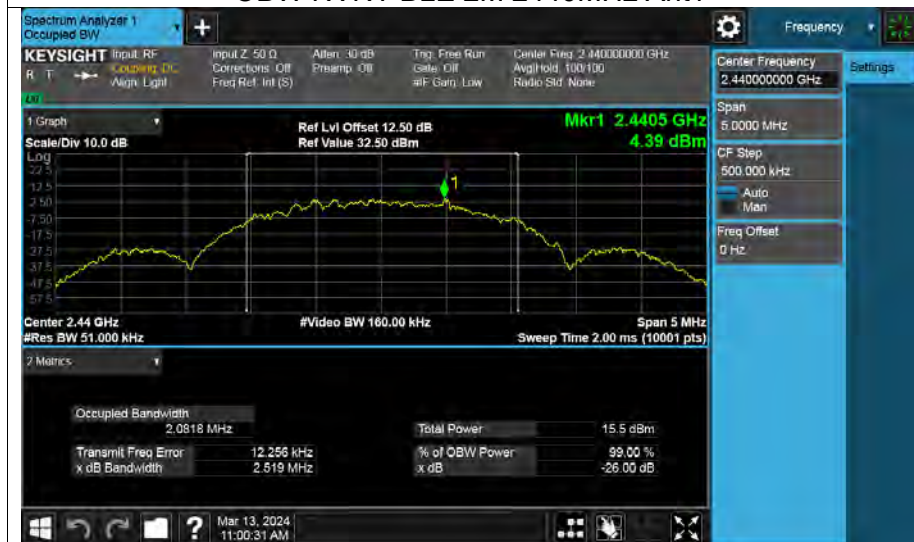 Spectrum Analyzer 1
Occupied BW
+
Frequency
KEYSIGHT Input: RF
R T
Coupling: DC
Align: Light
Input Z: 50 Ω
Corrections: Off
Freq Ref: Int (S)
Atten: 30 dB
Preamp: Off
Trig: Free Run
Gate: Off
#IF Gain: Low
Center Freq: 2.440000000 GHz
Avg|Hold: 100/100
Radio Std: None
Center Frequency
2.440000000 GHz
Settings
Span
5.0000 MHz
CF Step
500.000 kHz
Auto
Man
Freq Offset
0 Hz
1 Graph
Scale/Div 10.0 dB
Ref Lvl Offset 12.50 dB
Ref Value 32.50 dBm
Mkr1 2.4405 GHz
4.39 dBm
Log
22.5
12.5
2.50
-7.50
-17.5
-27.5
-37.5
-47.5
-57.5
1
Center 2.44 GHz
#Res BW 51.000 kHz
#Video BW 160.00 kHz
Span 5 MHz
Sweep Time 2.00 ms (10001 pts)
2 Metrics
Occupied Bandwidth
2.0818 MHz
Total Power 15.5 dBm
Transmit Freq Error 12.256 kHz
% of OBW Power 99.00 %
x dB Bandwidth 2.519 MHz
x dB -26.00 dB
?
Mar 13, 2024
11:00:31 AM